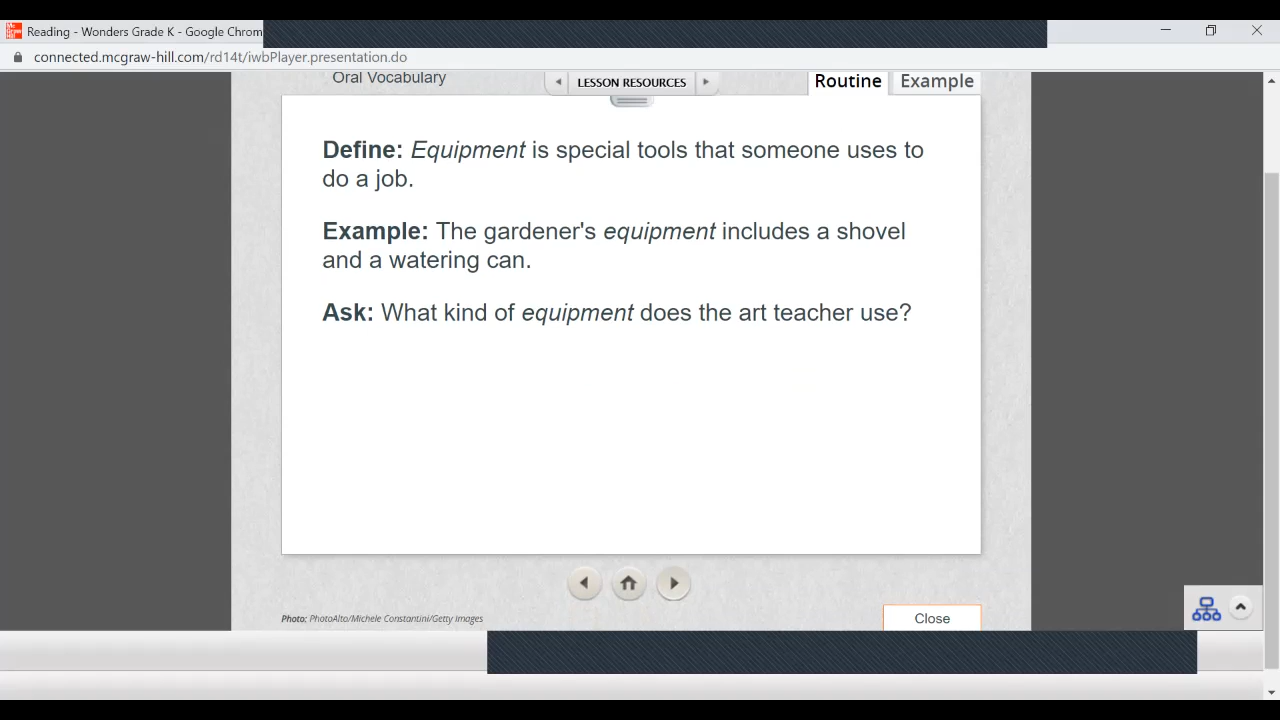 Reading - Wonders Grade K - Google Chrom
connected.mcgraw-hill.com/rd14t/iwbPlayer.presentation.do
Oral Vocabulary
LESSON RESOURCES
Routine
Example
Define: Equipment is special tools that someone uses to
do a job.
Example: The gardener's equipment includes a shovel
and a watering can.
Ask: What kind of equipment does the art teacher use?
Photo: PhotoAlto/Michele Constantini/Getty Images
Close